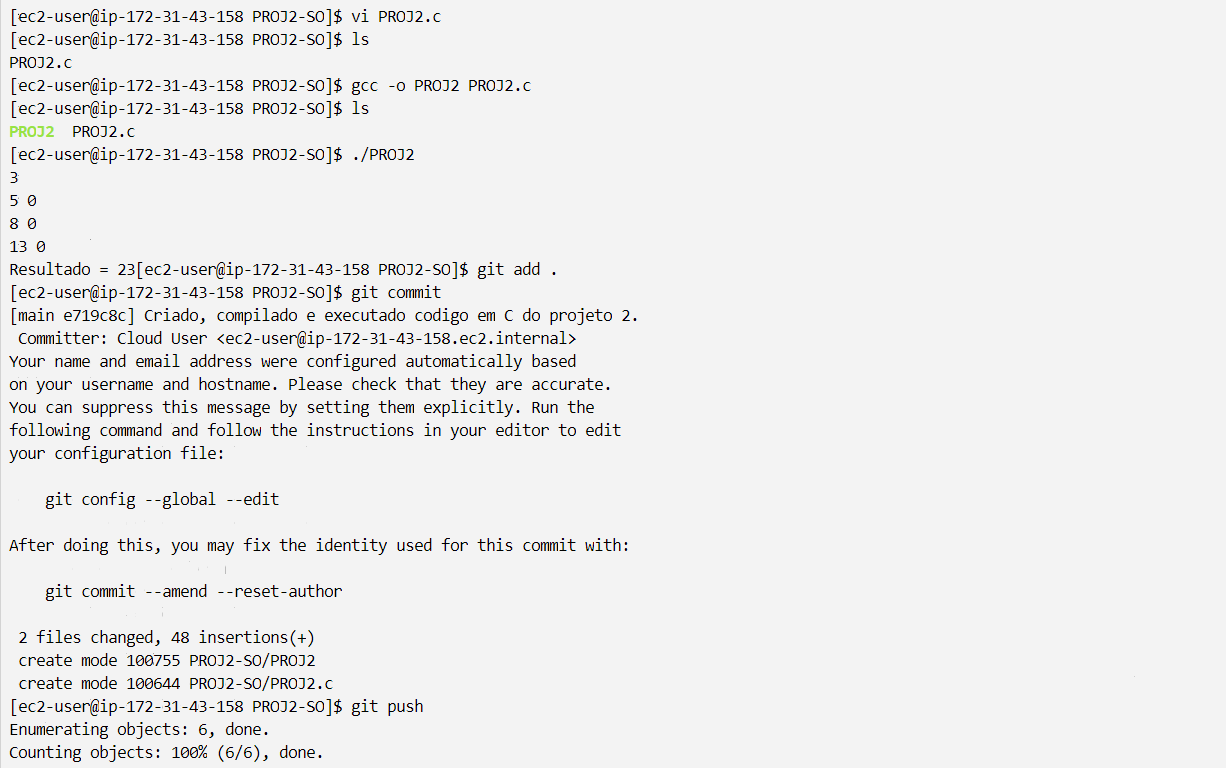 [ec2-user@ip-172-31-43-158 PROJ2-SO]$ vi PROJ2.c
[ec2-user@ip-172-31-43-158 PROJ2-SO]$ ls
PROJ2.c
[ec2-user@ip-172-31-43-158 PROJ2-SO]$ gcc -o PROJ2 PROJ2.c
[ec2-user@ip-172-31-43-158 PROJ2-SO]$ ls
PROJ2  PROJ2.c
[ec2-user@ip-172-31-43-158 PROJ2-SO]$ ./PROJ2
3
5 0
8 0
13 0
Resultado = 23[ec2-user@ip-172-31-43-158 PROJ2-SO]$ git add .
[ec2-user@ip-172-31-43-158 PROJ2-SO]$ git commit
[main e719c8c] Criado, compilado e executado codigo em C do projeto 2.
 Committer: Cloud User <ec2-user@ip-172-31-43-158.ec2.internal>
Your name and email address were configured automatically based
on your username and hostname. Please check that they are accurate.
You can suppress this message by setting them explicitly. Run the
following command and follow the instructions in your editor to edit
your configuration file:
    git config --global --edit
After doing this, you may fix the identity used for this commit with:
    git commit --amend --reset-author
 2 files changed, 48 insertions(+)
 create mode 100755 PROJ2-SO/PROJ2
 create mode 100644 PROJ2-SO/PROJ2.c
[ec2-user@ip-172-31-43-158 PROJ2-SO]$ git push
Enumerating objects: 6, done.
Counting objects: 100% (6/6), done.